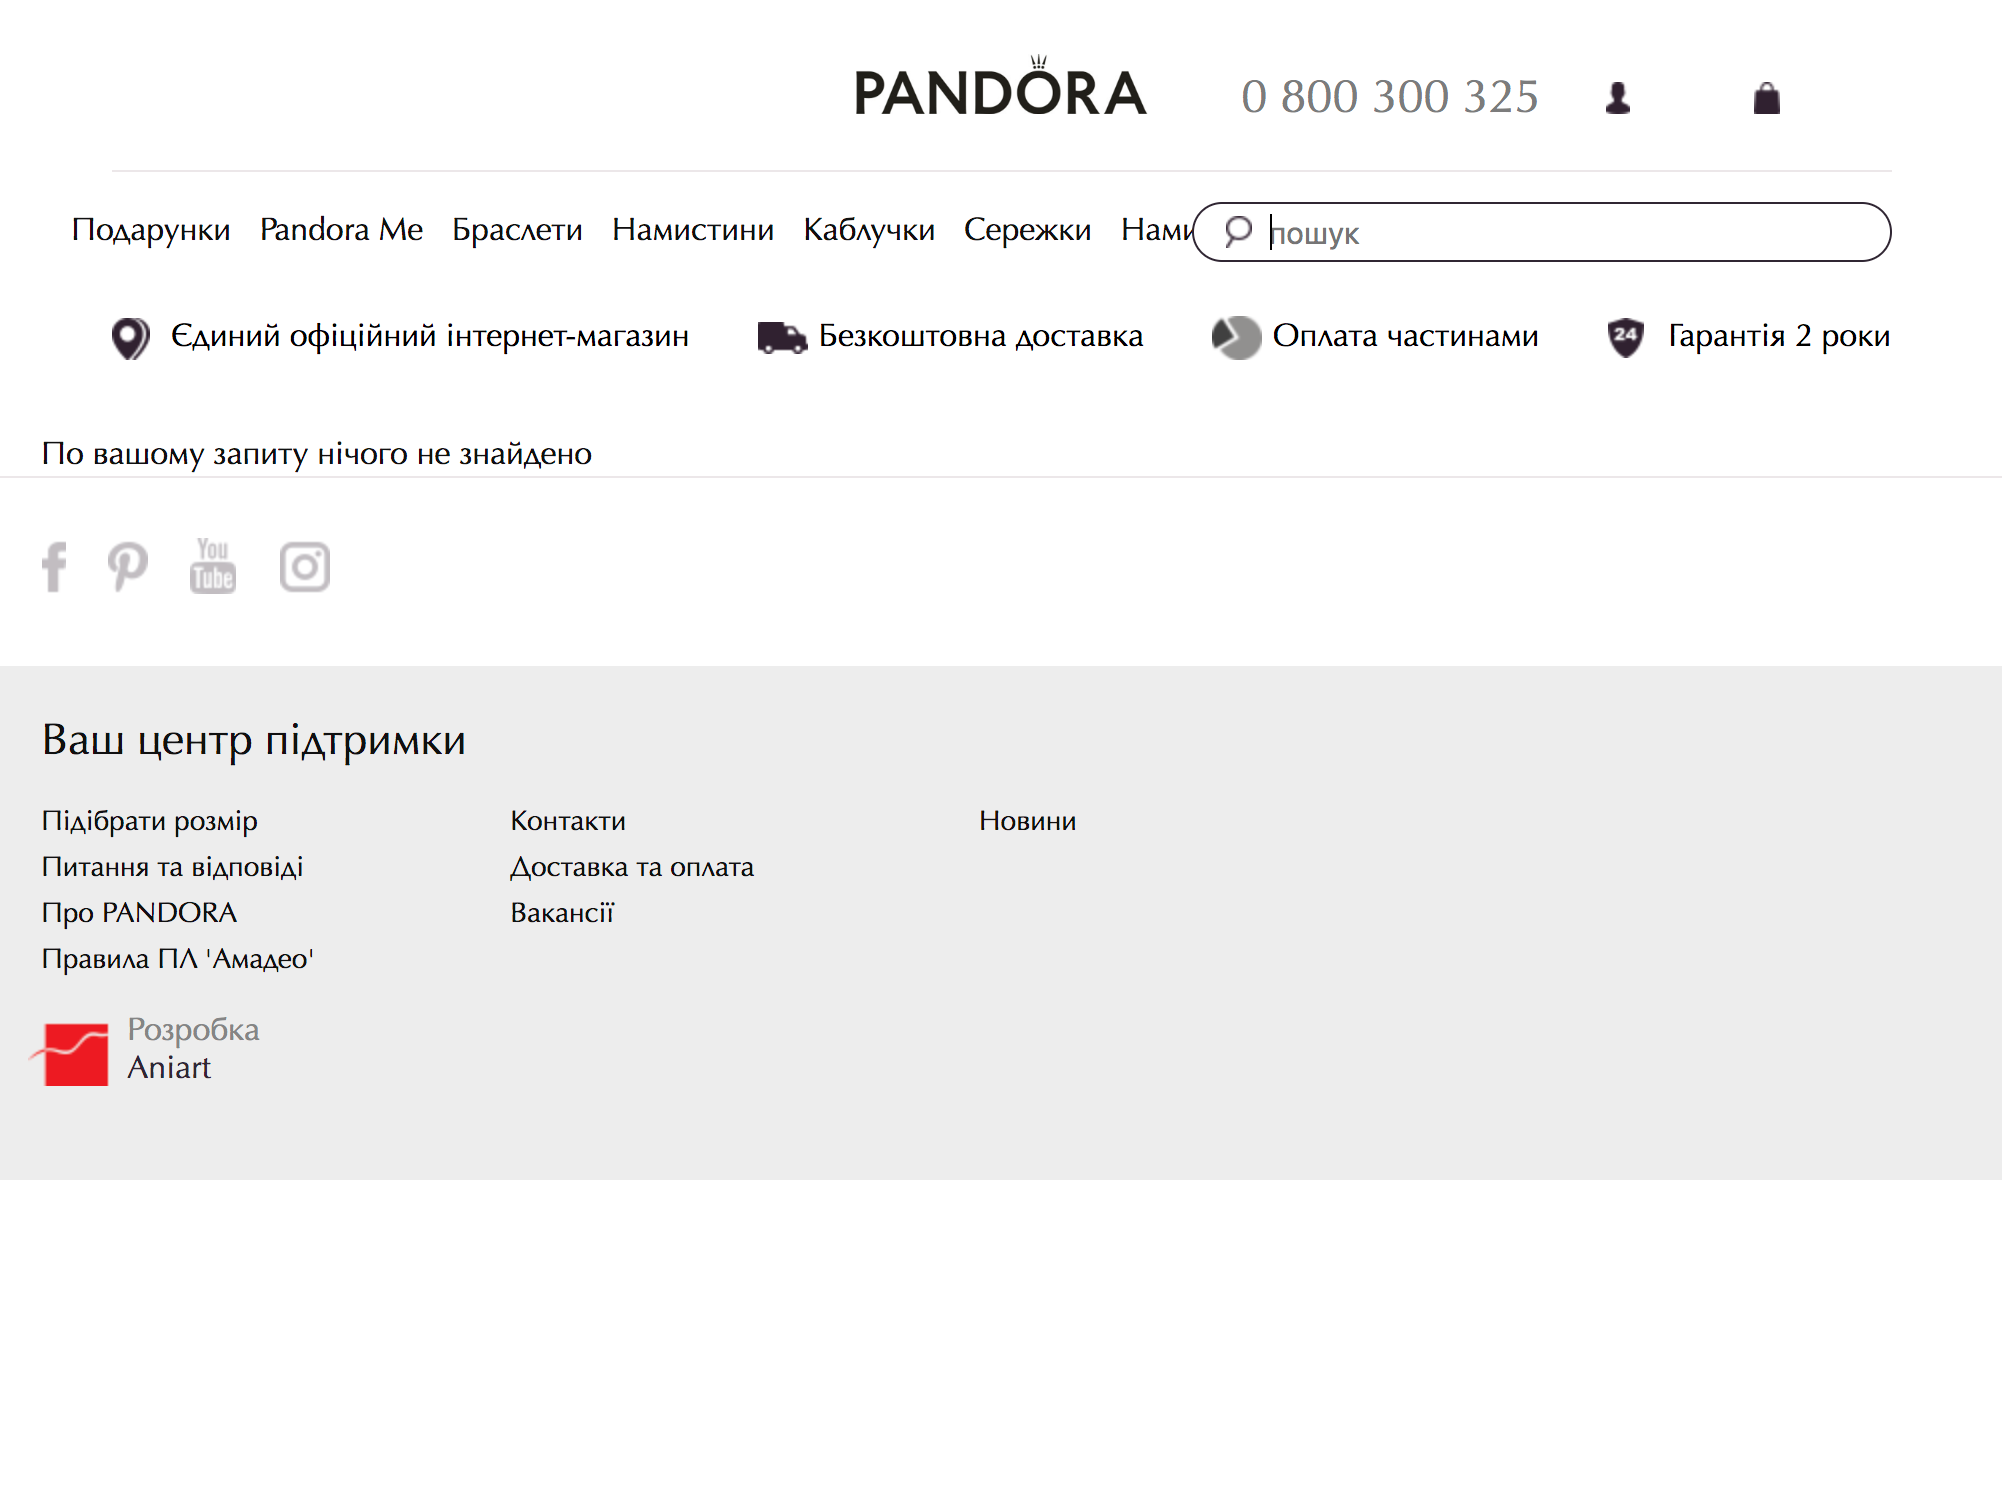 PANDORA 0 800 300 325
Подарунки Pandora Me Браслети Намистини Каблучки Сережки Нами пошук
Єдиний офіційний інтернет-магазин Безкоштовна доставка Оплата частинами 24 Гарантія 2 роки
По вашому запиту нічого не знайдено
You Tube
Ваш центр підтримки
Підібрати розмір Контакти Новини
Питання та відповіді Доставка та оплата
Про PANDORA Вакансії
Правила ПЛ 'Амадео'
Розробка
Aniart